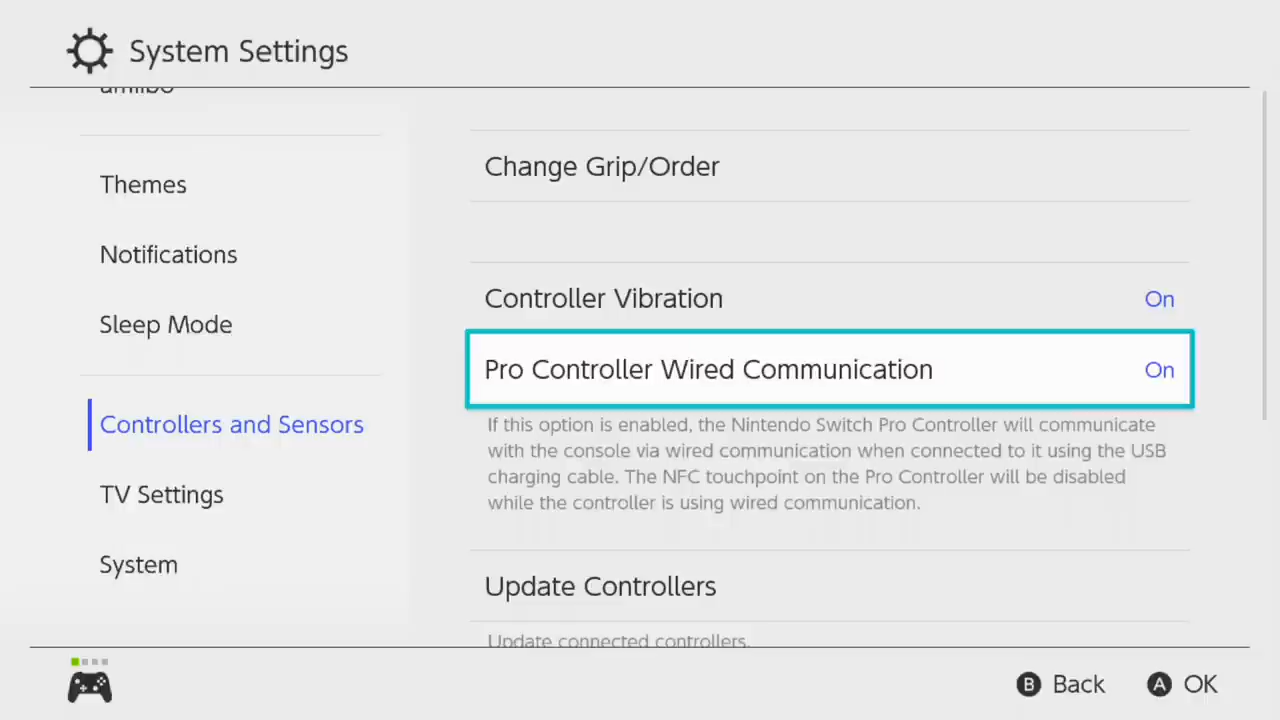 System Settings
amiibo
Themes
Notifications
Sleep Mode
Controllers and Sensors
TV Settings
System
Change Grip/Order
Controller Vibration On
Pro Controller Wired Communication On
If this option is enabled, the Nintendo Switch Pro Controller will communicate
with the console via wired communication when connected to it using the USB
charging cable. The NFC touchpoint on the Pro Controller will be disabled
while the controller is using wired communication.
Update Controllers
Update connected controllers.
B Back A OK